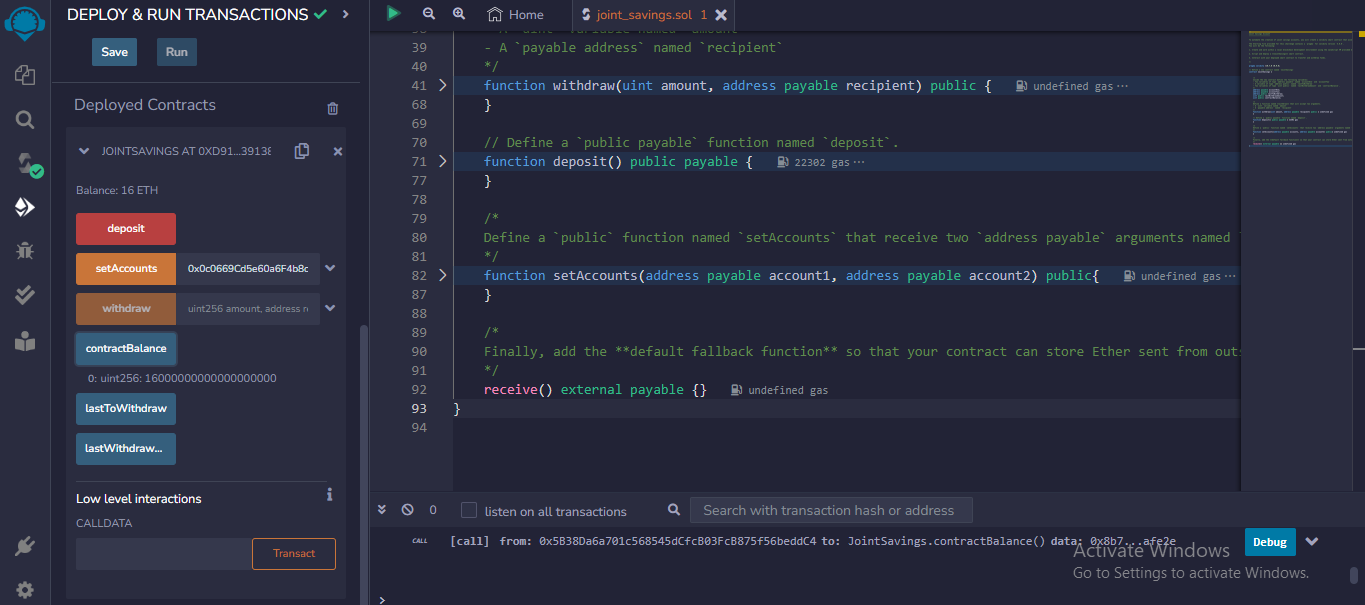 DEPLOY & RUN TRANSACTIONS
Save
Run
Deployed Contracts
JOINTSAVINGS AT 0XD91...39138
Balance: 16 ETH
deposit
setAccounts 0x0c0669Cd5e60a6F4b8c
withdraw uint256 amount, address r
contractBalance
0: uint256: 16000000000000000000
lastToWithdraw
lastWithdraw...
Low level interactions
i
CALLDATA
Transact
Home
joint_savings.sol 1
39 - A `payable address` named `recipient`
40 */
41 function withdraw(uint amount, address payable recipient) public { undefined gas ···
68 }
69
70 // Define a `public payable` function named `deposit`.
71 function deposit() public payable { 22302 gas ···
77 }
78
79 /*
80 Define a `public` function named `setAccounts` that receive two `address payable` arguments named `
81 */
82 function setAccounts(address payable account1, address payable account2) public{ undefined gas ···
87 }
88
89 /*
90 Finally, add the **default fallback function** so that your contract can store Ether sent from outs
91 */
92 receive() external payable {} undefined gas
93 }
94
0 listen on all transactions Search with transaction hash or address
CALL [call] from: 0x5B38Da6a701c568545dCfcB03FcB875f56beddC4 to: JointSavings.contractBalance() data: 0x8b7...afe2e
Debug
Activate Windows
Go to Settings to activate Windows.
>